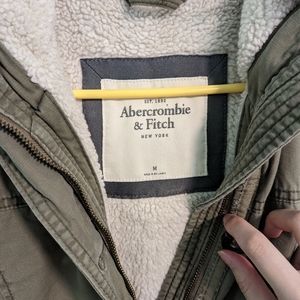 EST. 1892
Abercrombie
& Fitch
NEW YORK
M